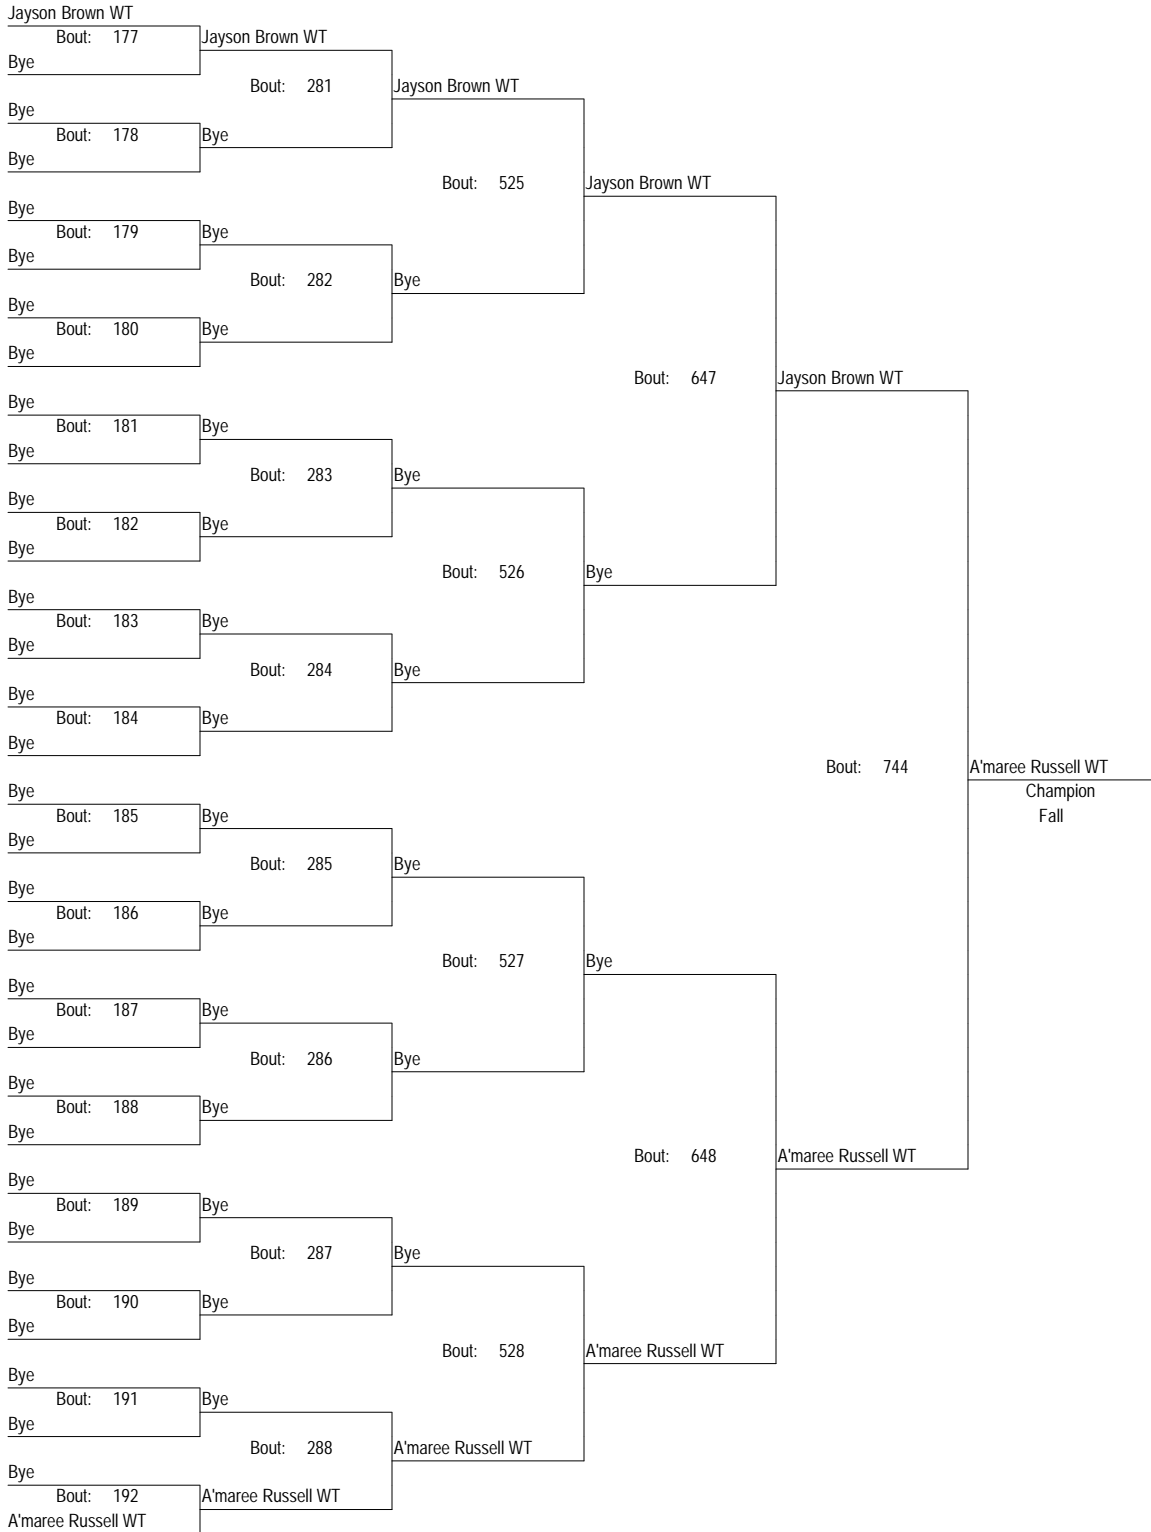 Jayson Brown WT
Bout: 177 Jayson Brown WT
Bye
Bout: 281 Jayson Brown WT
Bye
Bout: 178 Bye
Bye
Bout: 525 Jayson Brown WT
Bye
Bout: 179 Bye
Bye
Bout: 282 Bye
Bye
Bout: 180 Bye
Bye
Bout: 647 Jayson Brown WT
Bye
Bout: 181 Bye
Bye
Bout: 283 Bye
Bye
Bout: 182 Bye
Bye
Bout: 526 Bye
Bye
Bout: 183 Bye
Bye
Bout: 284 Bye
Bye
Bout: 184 Bye
Bye
Bout: 744 A'maree Russell WT
Champion
Fall
Bye
Bout: 185 Bye
Bye
Bout: 285 Bye
Bye
Bout: 186 Bye
Bye
Bout: 527 Bye
Bye
Bout: 187 Bye
Bye
Bout: 286 Bye
Bye
Bout: 188 Bye
Bye
Bout: 648 A'maree Russell WT
Bye
Bout: 189 Bye
Bye
Bout: 287 Bye
Bye
Bout: 190 Bye
Bye
Bout: 528 A'maree Russell WT
Bye
Bout: 191 Bye
Bye
Bout: 288 A'maree Russell WT
Bye
Bout: 192 A'maree Russell WT
A'maree Russell WT